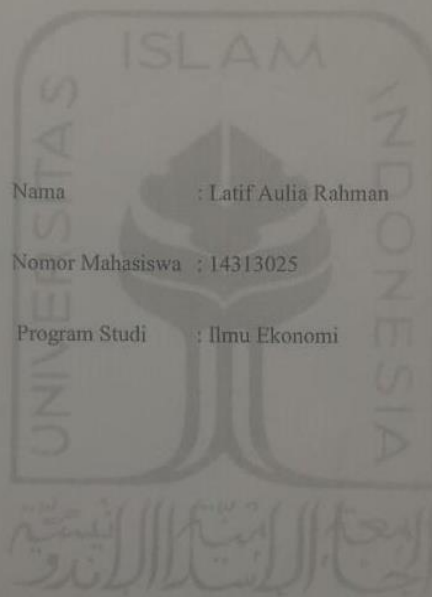 ISLAM
UNIVERSITAS
INDONESIA
Nama : Latif Aulia Rahman
Nomor Mahasiswa : 14313025
Program Studi : Ilmu Ekonomi